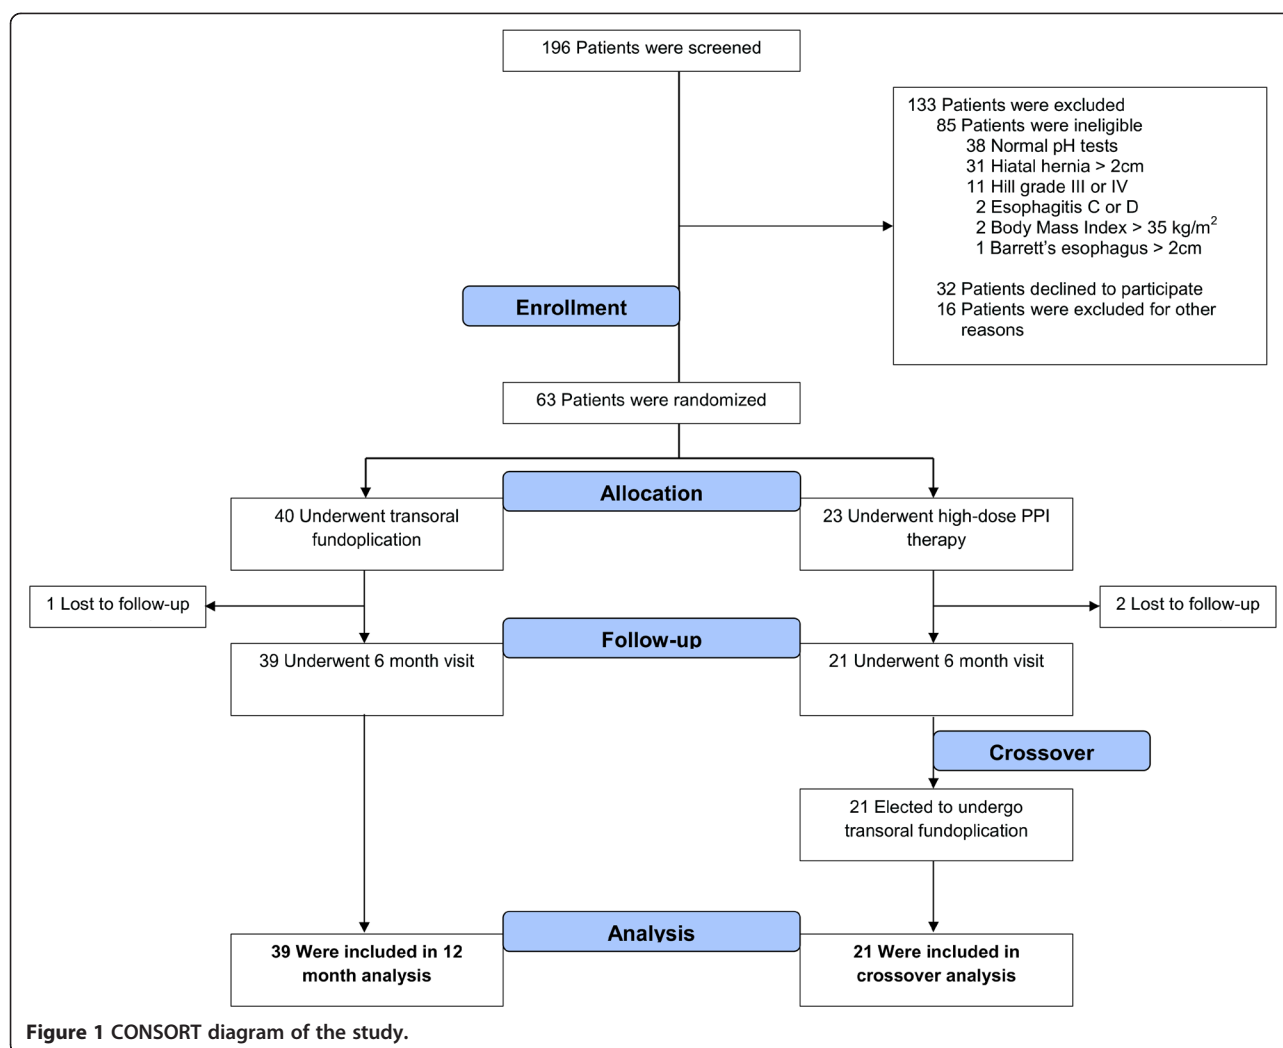 196 Patients were screened
133 Patients were excluded
85 Patients were ineligible
38 Normal pH tests
31 Hiatal hernia > 2cm
11 Hill grade III or IV
2 Esophagitis C or D
2 Body Mass Index > 35 kg/m²
1 Barrett's esophagus > 2cm
32 Patients declined to participate
16 Patients were excluded for other
reasons
Enrollment
63 Patients were randomized
Allocation
40 Underwent transoral
fundoplication
23 Underwent high-dose PPI
therapy
1 Lost to follow-up
2 Lost to follow-up
Follow-up
39 Underwent 6 month visit
21 Underwent 6 month visit
Crossover
21 Elected to undergo
transoral fundoplication
Analysis
39 Were included in 12
month analysis
21 Were included in
crossover analysis
Figure 1 CONSORT diagram of the study.